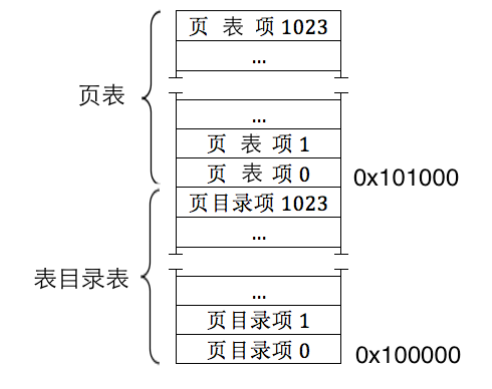 页 表 项 1023
...
页表
...
页 表 项 1
页 表 项 0
0x101000
页目录项 1023
...
表目录表
...
页目录项 1
页目录项 0
0x100000